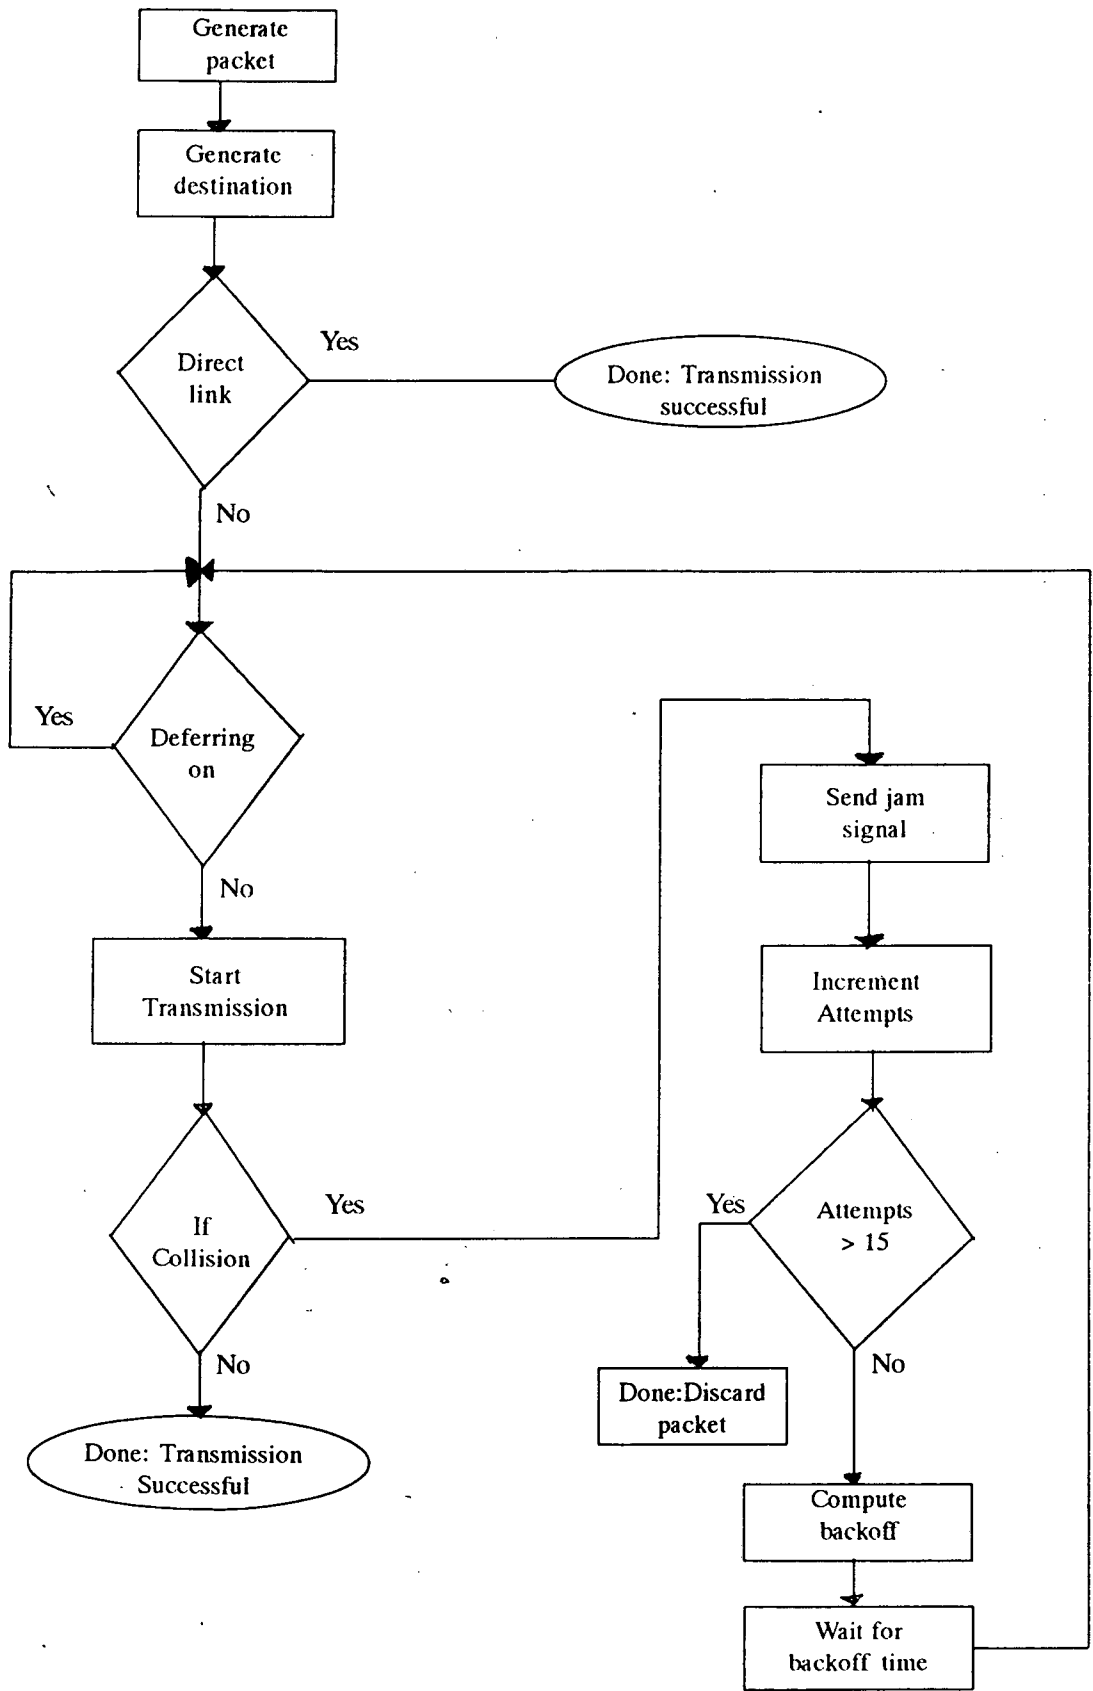 Generate
packet
Generate
destination
Direct
link
Yes
Done: Transmission
successful
No
Yes
Deferring
on
No
Start
Transmission
If
Collision
Yes
No
Done: Transmission
Successful
Send jam
signal
Increment
Attempts
Attempts
> 15
Yes
Done:Discard
packet
No
Compute
backoff
Wait for
backoff time